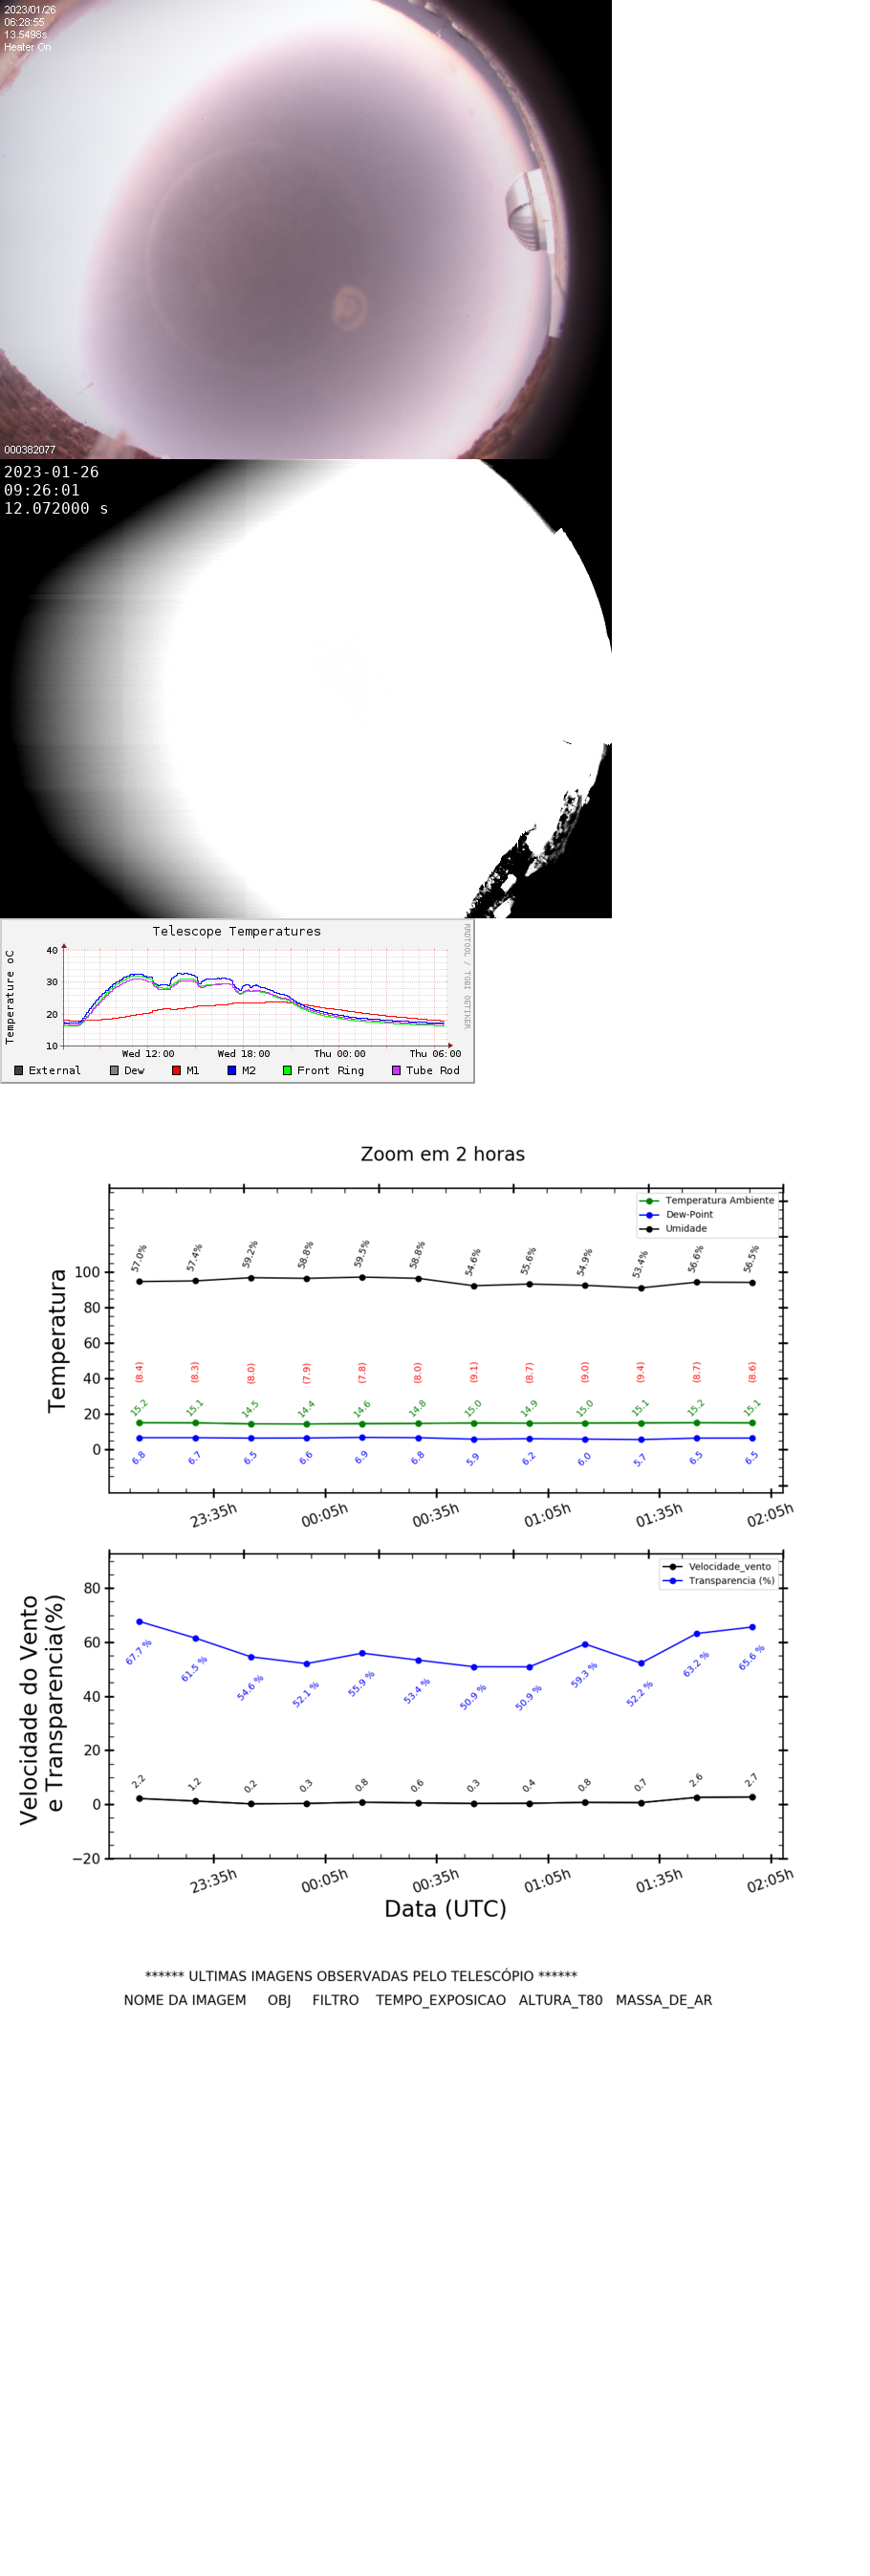 2023/01/26
06:28:55
13.5498s
Heater On
000382077
2023-01-26
09:26:01
12.072000 s
Telescope Temperatures
RRDTOOL / TOBI OETIKER
Temperature oC
40
30
20
10
Wed 12:00 Wed 18:00 Thu 00:00 Thu 06:00
External Dew M1 M2 Front Ring Tube Rod
Zoom em 2 horas
Temperatura Ambiente
Dew-Point
Umidade
Temperatura
57.0% 57.4% 59.2% 58.8% 59.5% 58.8% 54.6% 55.6% 54.9% 53.4% 56.6% 56.5%
100
80
60
40
20
0
(8.4) (8.3) (8.0) (7.9) (7.8) (8.0) (9.1) (8.7) (9.0) (9.4) (8.7) (8.6)
15.2 15.1 14.5 14.4 14.6 14.8 15.0 14.9 15.0 15.1 15.2 15.1
6.8 6.7 6.5 6.6 6.9 6.8 5.9 6.2 6.0 5.7 6.5 6.5
23:35h 00:05h 00:35h 01:05h 01:35h 02:05h
Velocidade_vento
Transparencia (%)
Velocidade do Vento
e Transparencia(%)
80
60
40
20
0
−20
67.7 % 61.5 % 54.6 % 52.1 % 55.9 % 53.4 % 50.9 % 50.9 % 59.3 % 52.2 % 63.2 % 65.6 %
2.2 1.2 0.2 0.3 0.8 0.6 0.3 0.4 0.8 0.7 2.6 2.7
23:35h 00:05h 00:35h 01:05h 01:35h 02:05h
Data (UTC)
****** ULTIMAS IMAGENS OBSERVADAS PELO TELESCÓPIO ******
NOME DA IMAGEM OBJ FILTRO TEMPO_EXPOSICAO ALTURA_T80 MASSA_DE_AR